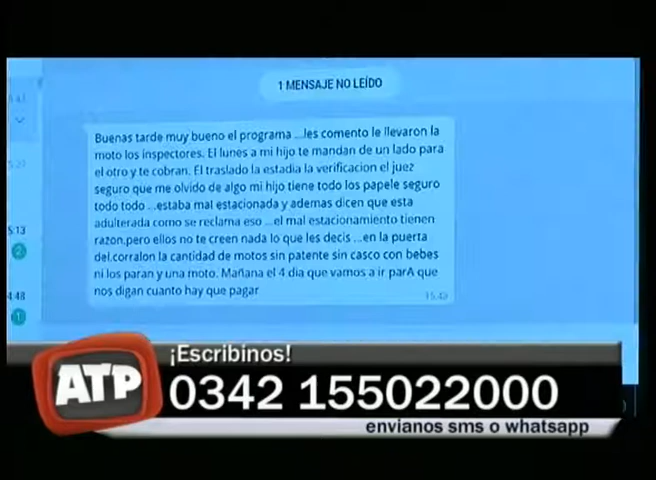 1 MENSAJE NO LEÍDO
Buenas tarde muy bueno el programa ...les comento le llevaron la
moto los inspectores. El lunes a mi hijo te mandan de un lado para
el otro y te cobran. El traslado la estadia la verificacion el juez
seguro que me olvido de algo mi hijo tiene todo los papele seguro
todo todo ...estaba mal estacionada y ademas dicen que esta
adulterada como se reclama eso ...el mal estacionamiento tienen
razon.pero ellos no te creen nada lo que les decis ...en la puerta
del.corralon la cantidad de motos sin patente sin casco con bebes
ni los paran y una moto. Mañana el 4 dia que vamos a ir parA que
nos digan cuanto hay que pagar
5:13
2
4:48
1
¡Escribinos!
ATP
0342 155022000
envianos sms o whatsapp